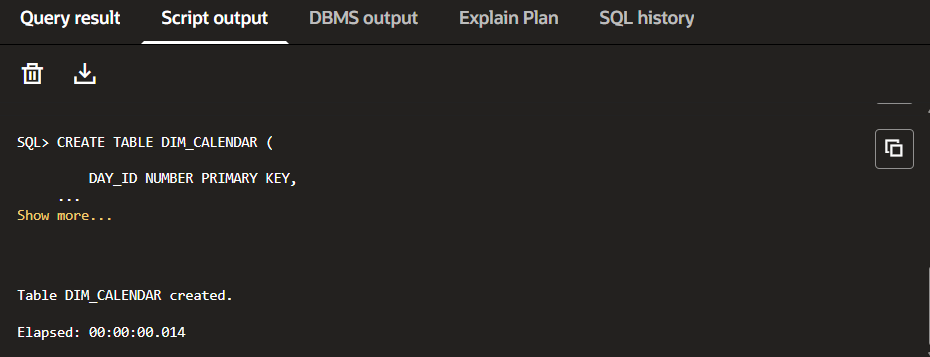 Query result Script output DBMS output Explain Plan SQL history
SQL> CREATE TABLE DIM_CALENDAR (
DAY_ID NUMBER PRIMARY KEY,
...
Show more...
Table DIM_CALENDAR created.
Elapsed: 00:00:00.014